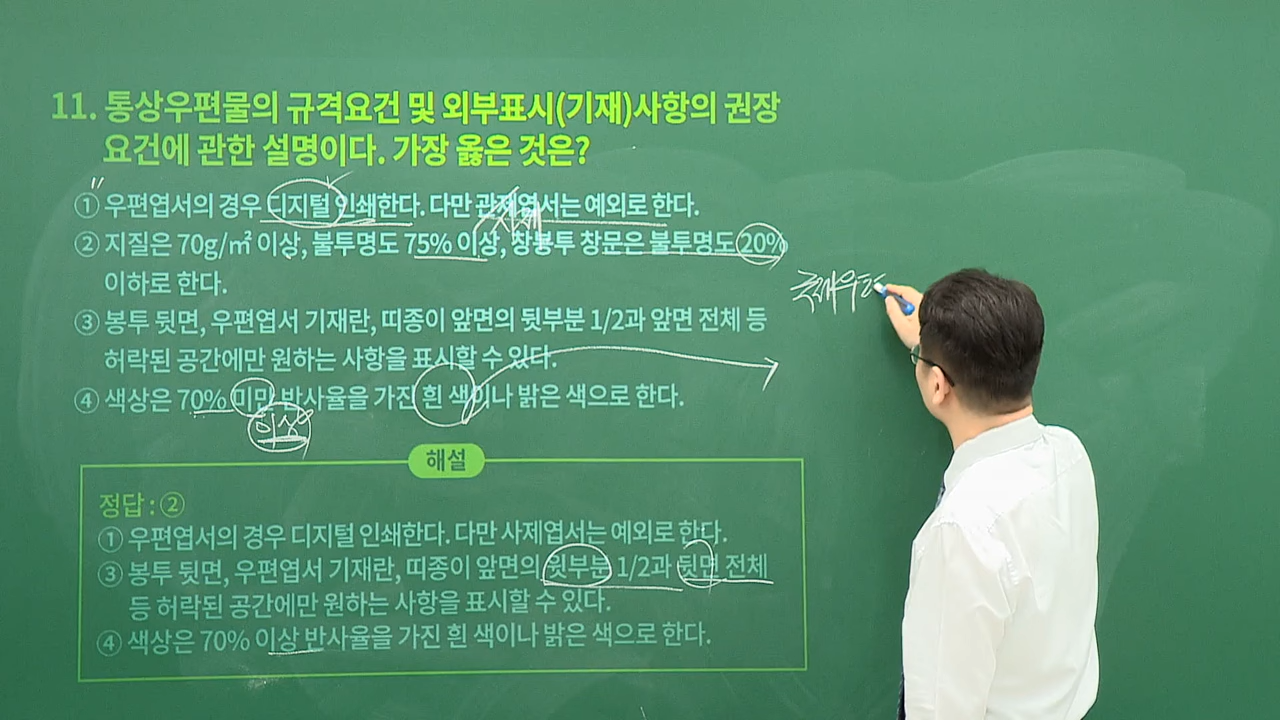 11. 통상우편물의 규격요건 및 외부표시(기재)사항의 권장
요건에 관한 설명이다. 가장 옳은 것은?
① 우편엽서의 경우 디지털 인쇄한다. 다만 관제엽서는 예외로 한다.
사제
② 지질은 70g/㎡ 이상, 불투명도 75% 이상, 창봉투 창문은 불투명도 20%
이하로 한다.
국제우편
③ 봉투 뒷면, 우편엽서 기재란, 띠종이 앞면의 뒷부분 1/2과 앞면 전체 등
허락된 공간에만 원하는 사항을 표시할 수 있다.
④ 색상은 70% 미만 반사율을 가진 흰 색이나 밝은 색으로 한다.
이상
해설
정답 : ②
① 우편엽서의 경우 디지털 인쇄한다. 다만 사제엽서는 예외로 한다.
③ 봉투 뒷면, 우편엽서 기재란, 띠종이 앞면의 윗부분 1/2과 뒷면 전체
등 허락된 공간에만 원하는 사항을 표시할 수 있다.
④ 색상은 70% 이상 반사율을 가진 흰 색이나 밝은 색으로 한다.